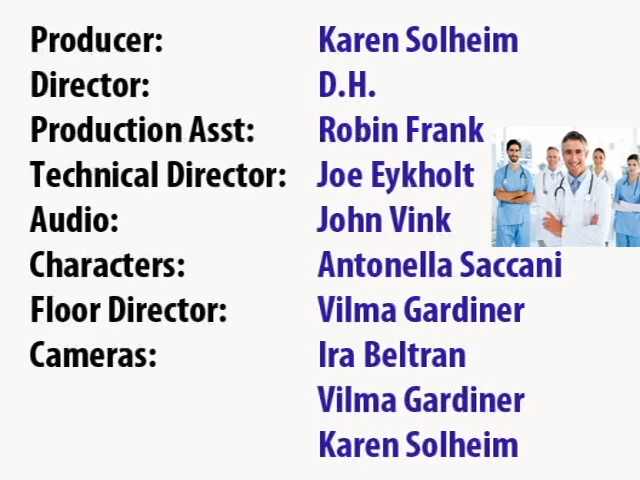 Producer: Karen Solheim
Director: D.H.
Production Asst: Robin Frank
Technical Director: Joe Eykholt
Audio: John Vink
Characters: Antonella Saccani
Floor Director: Vilma Gardiner
Cameras: Ira Beltran
Vilma Gardiner
Karen Solheim